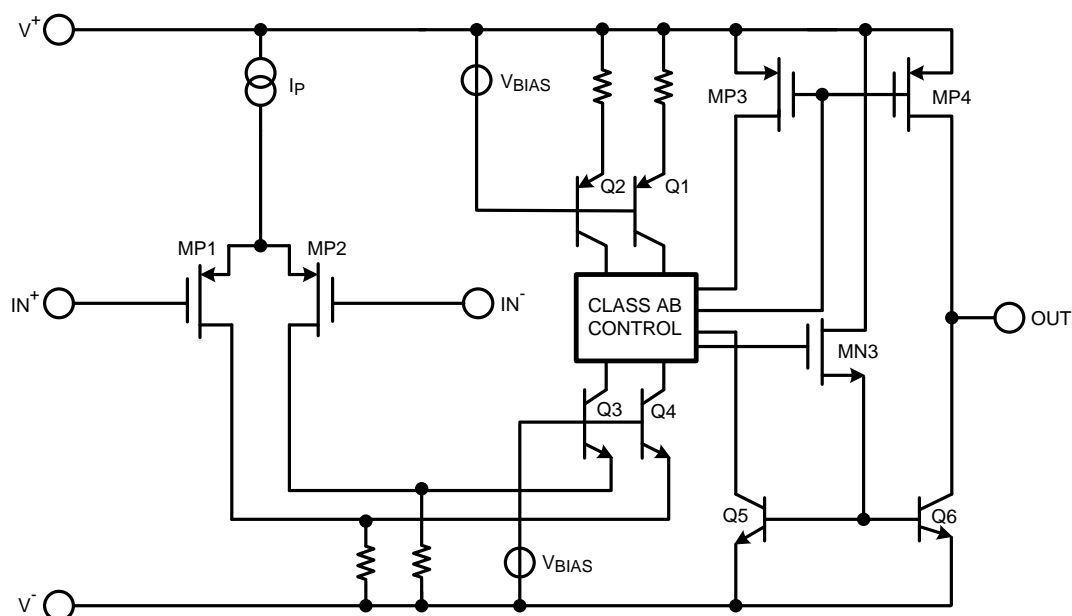 V+
IP
VBIAS
MP3
MP4
Q2
Q1
MP1
MP2
IN+
IN-
CLASS AB
CONTROL
OUT
MN3
Q3
Q4
Q5
Q6
VBIAS
V-